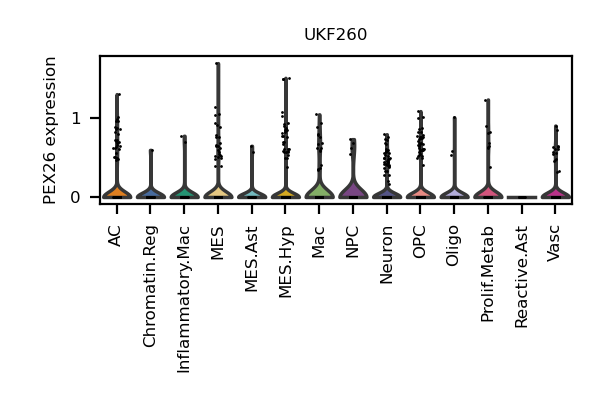 UKF260
PEX26 expression
1
0
AC
Chromatin.Reg
Inflammatory.Mac
MES
MES.Ast
MES.Hyp
Mac
NPC
Neuron
OPC
Oligo
Prolif.Metab
Reactive.Ast
Vasc